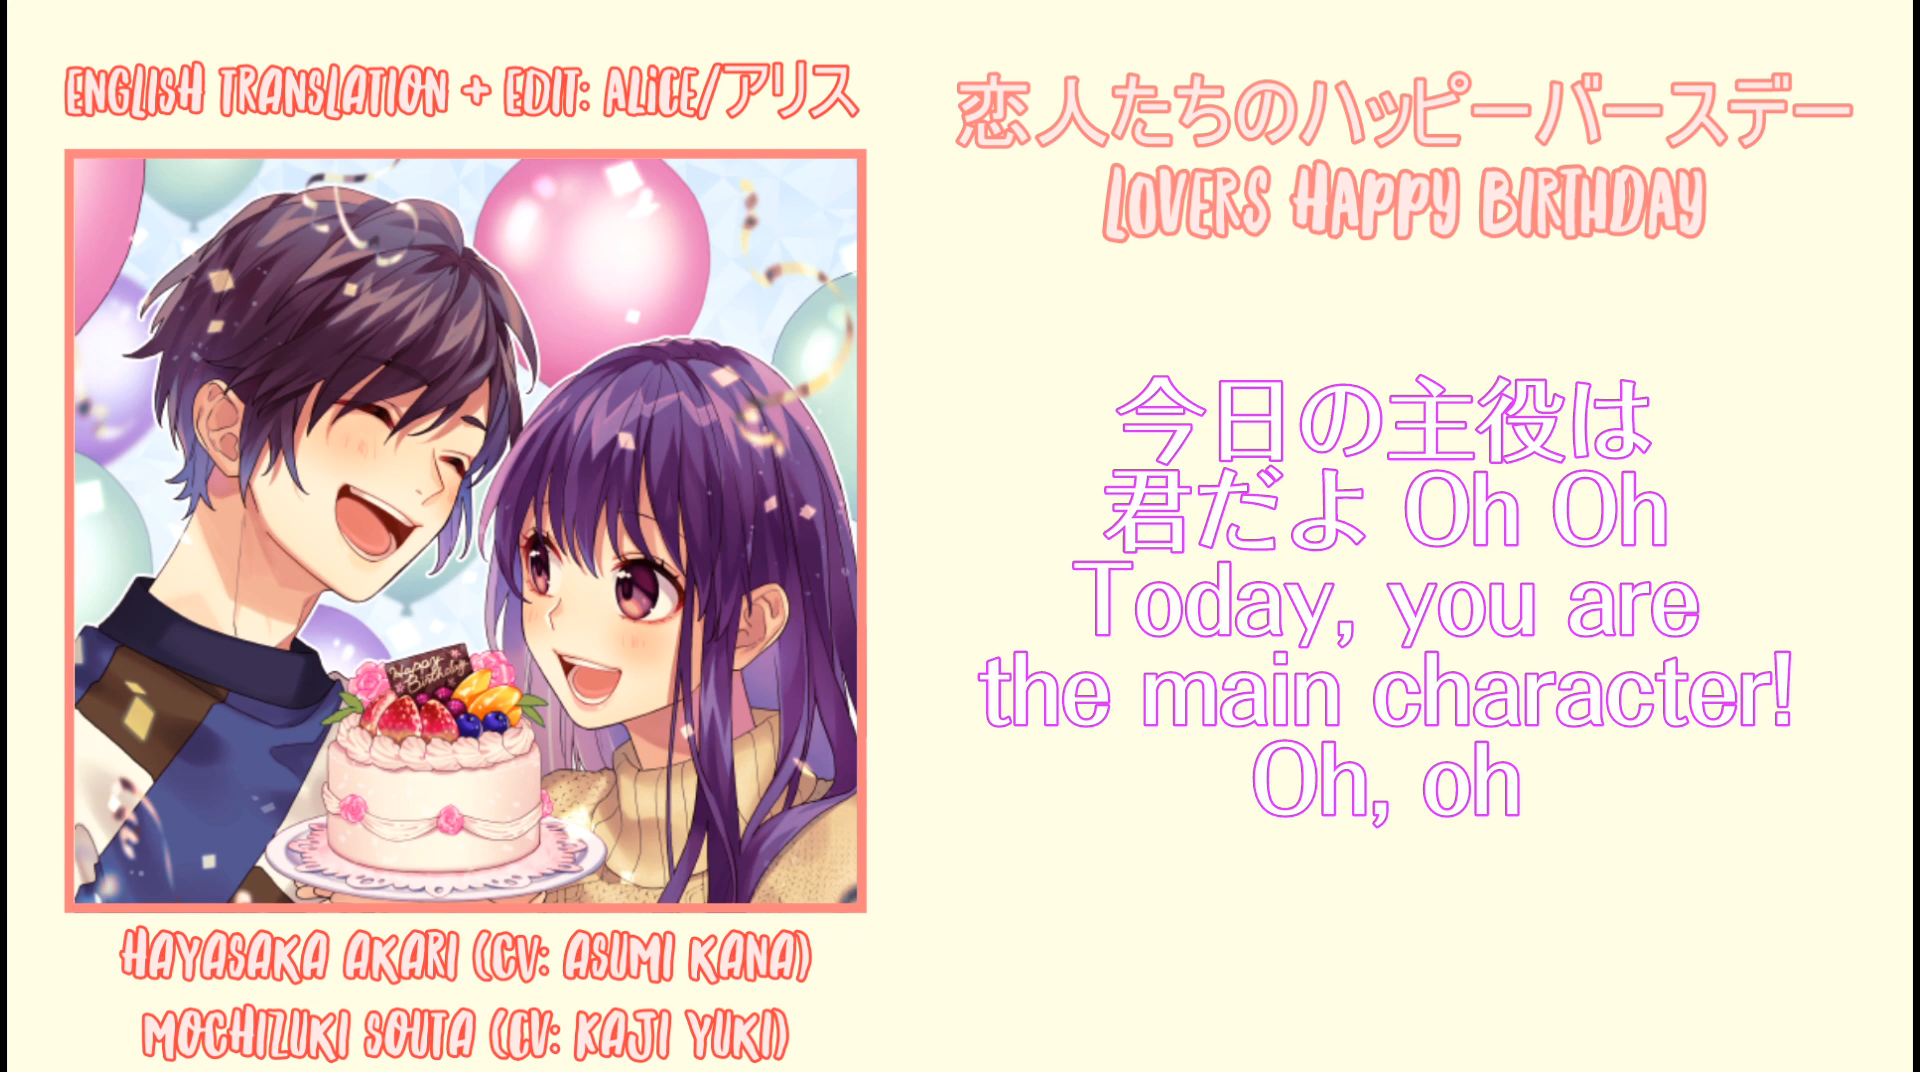 ENGLISH TRANSLATION + EDIT: ALiCE/アリス
Happy
Birthday
HAYASAKA AKARI (CV: ASUMI KANA)
MOCHIZUKI SOUTA (CV: KAJI YUKI)
恋人たちのハッピーバースデー
LOVERS HAPPY BIRTHDAY
今日の主役は
君だよ Oh Oh
Today, you are
the main character!
Oh, oh